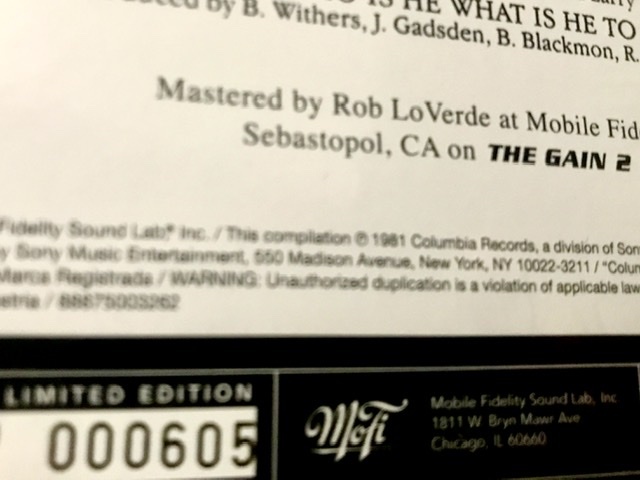 IS HE WHAT IS HE TO
by B. Withers, J. Gadsden, B. Blackmon, R.
Mastered by Rob LoVerde at Mobile Fid
Sebastopol, CA on THE GAIN 2
Fidelity Sound Lab® Inc. / This compilation ℗ 1981 Columbia Records, a division of Son
y Sony Music Entertainment, 550 Madison Avenue, New York, NY 10022-3211 / "Colum
Marca Registrada / WARNING: Unauthorized duplication is a violation of applicable law
/ 88875003262
LIMITED EDITION
000605
MoFi
Mobile Fidelity Sound Lab, Inc
1811 W Bryn Mawr Ave
Chicago, IL 60660